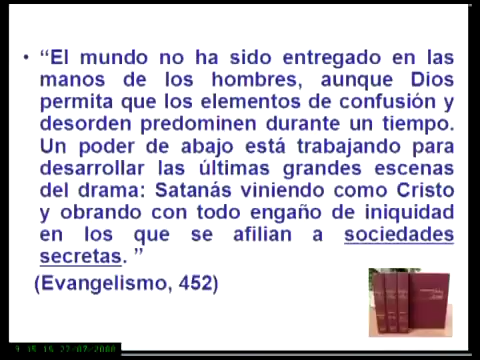 • “El mundo no ha sido entregado en las
manos de los hombres, aunque Dios
permita que los elementos de confusión y
desorden predominen durante un tiempo.
Un poder de abajo está trabajando para
desarrollar las últimas grandes escenas
del drama: Satanás viniendo como Cristo
y obrando con todo engaño de iniquidad
en los que se afilian a sociedades
secretas. ”
(Evangelismo, 452)